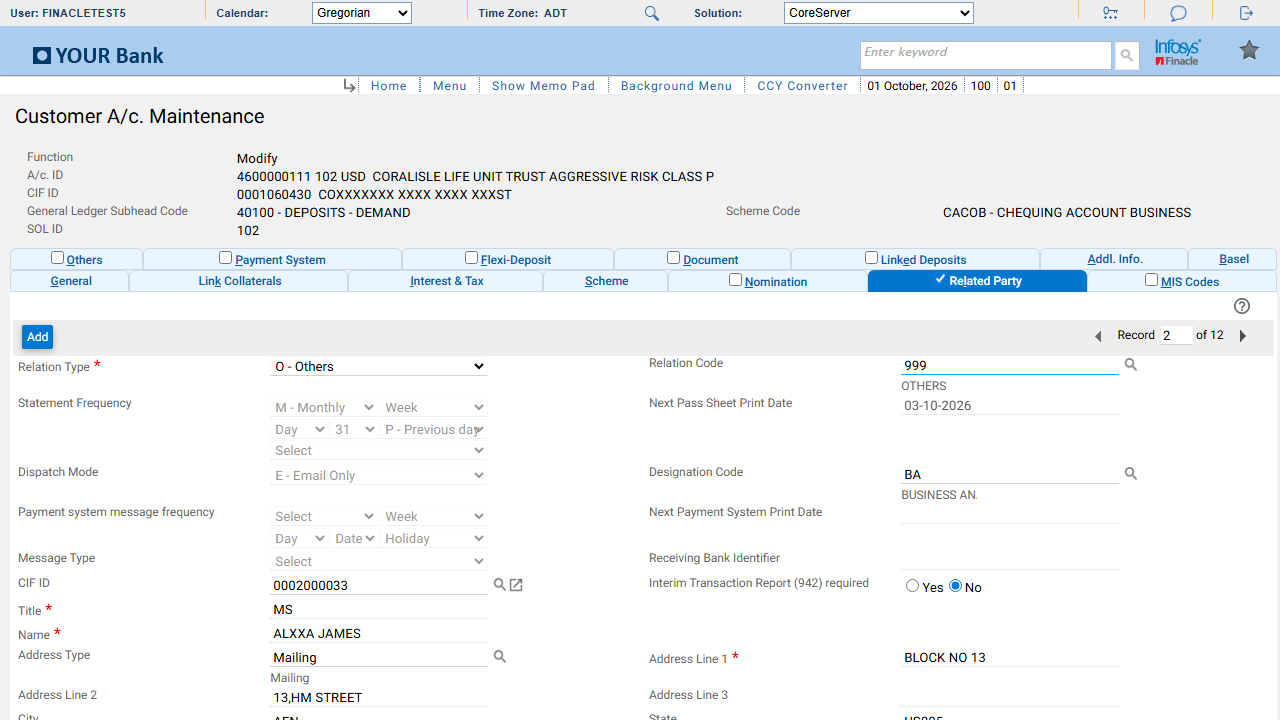 User: FINACLETEST5 Calendar: Gregorian Time Zone: ADT Solution: CoreServer
YOUR Bank Enter keyword Infosys Finacle
Home Menu Show Memo Pad Background Menu CCY Converter 01 October, 2026 100 01
Customer A/c. Maintenance
Function Modify
A/c. ID 4600000111 102 USD CORALISLE LIFE UNIT TRUST AGGRESSIVE RISK CLASS P
CIF ID 0001060430 COXXXXXXX XXXX XXXX XXXST
General Ledger Subhead Code 40100 - DEPOSITS - DEMAND Scheme Code CACOB - CHEQUING ACCOUNT BUSINESS
SOL ID 102
Others Payment System Flexi-Deposit Document Linked Deposits Addl. Info. Basel
General Link Collaterals Interest & Tax Scheme Nomination Related Party MIS Codes
Add Record 2 of 12
Relation Type * O - Others Relation Code 999
OTHERS
Statement Frequency M - Monthly Week Next Pass Sheet Print Date 03-10-2026
Day 31 P - Previous day
Select
Dispatch Mode E - Email Only Designation Code BA
BUSINESS AN
Payment system message frequency Select Week Next Payment System Print Date
Day Date Holiday
Message Type Select Receiving Bank Identifier
CIF ID 0002000033 Interim Transaction Report (942) required Yes No
Title * MS
Name * ALXXA JAMES
Address Type Mailing Address Line 1 * BLOCK NO 13
Mailing
Address Line 2 13,HM STREET Address Line 3
City State